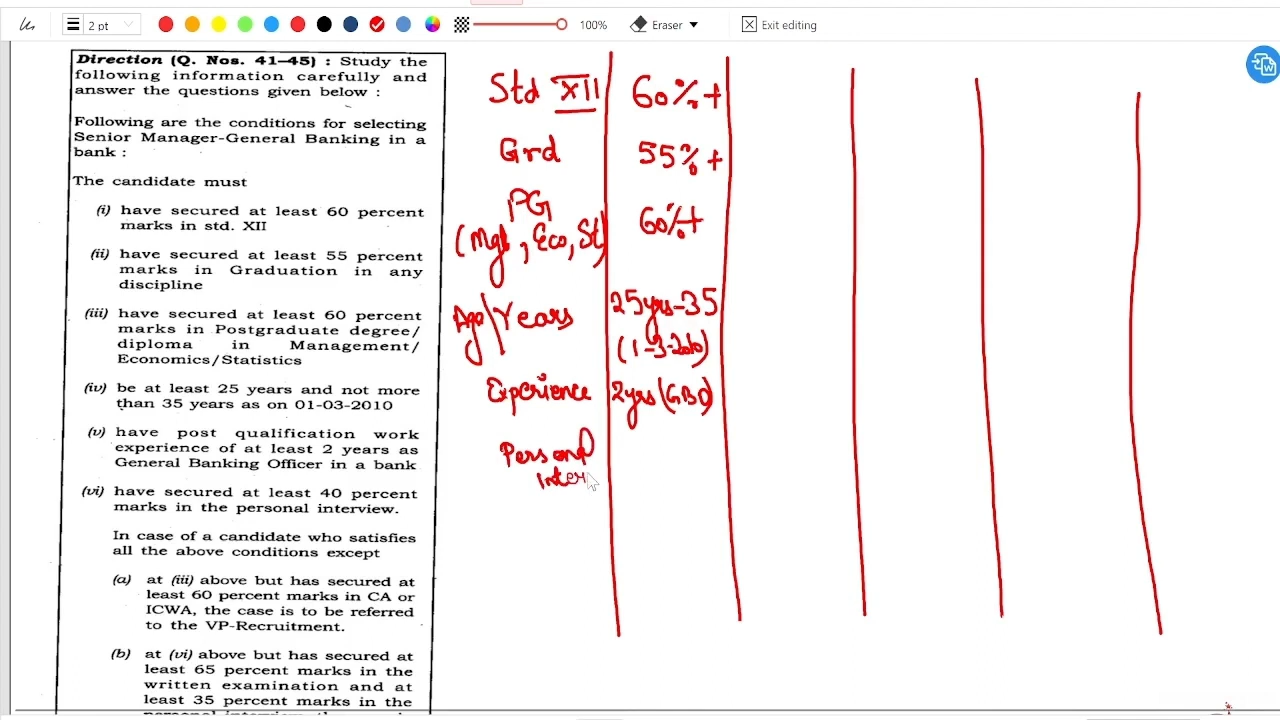 2 pt
100%
Eraser
Exit editing
Direction (Q. Nos. 41–45) : Study the
following information carefully and
answer the questions given below :
Following are the conditions for selecting
Senior Manager-General Banking in a
bank :
The candidate must
(i) have secured at least 60 percent
marks in std. XII
(ii) have secured at least 55 percent
marks in Graduation in any
discipline
(iii) have secured at least 60 percent
marks in Postgraduate degree/
diploma in Management/
Economics/Statistics
(iv) be at least 25 years and not more
than 35 years as on 01-03-2010
(v) have post qualification work
experience of at least 2 years as
General Banking Officer in a bank
(vi) have secured at least 40 percent
marks in the personal interview.
In case of a candidate who satisfies
all the above conditions except
(a) at (iii) above but has secured at
least 60 percent marks in CA or
ICWA, the case is to be referred
to the VP-Recruitment.
(b) at (vi) above but has secured at
least 65 percent marks in the
written examination and at
least 35 percent marks in the
Std XII 60%+
Grd 55%+
PG 60%+
(Mgt, Eco, St)
Age/Years 25yrs-35
(1-3-2010)
Experience 2yrs (GBO)
Personal
Inter